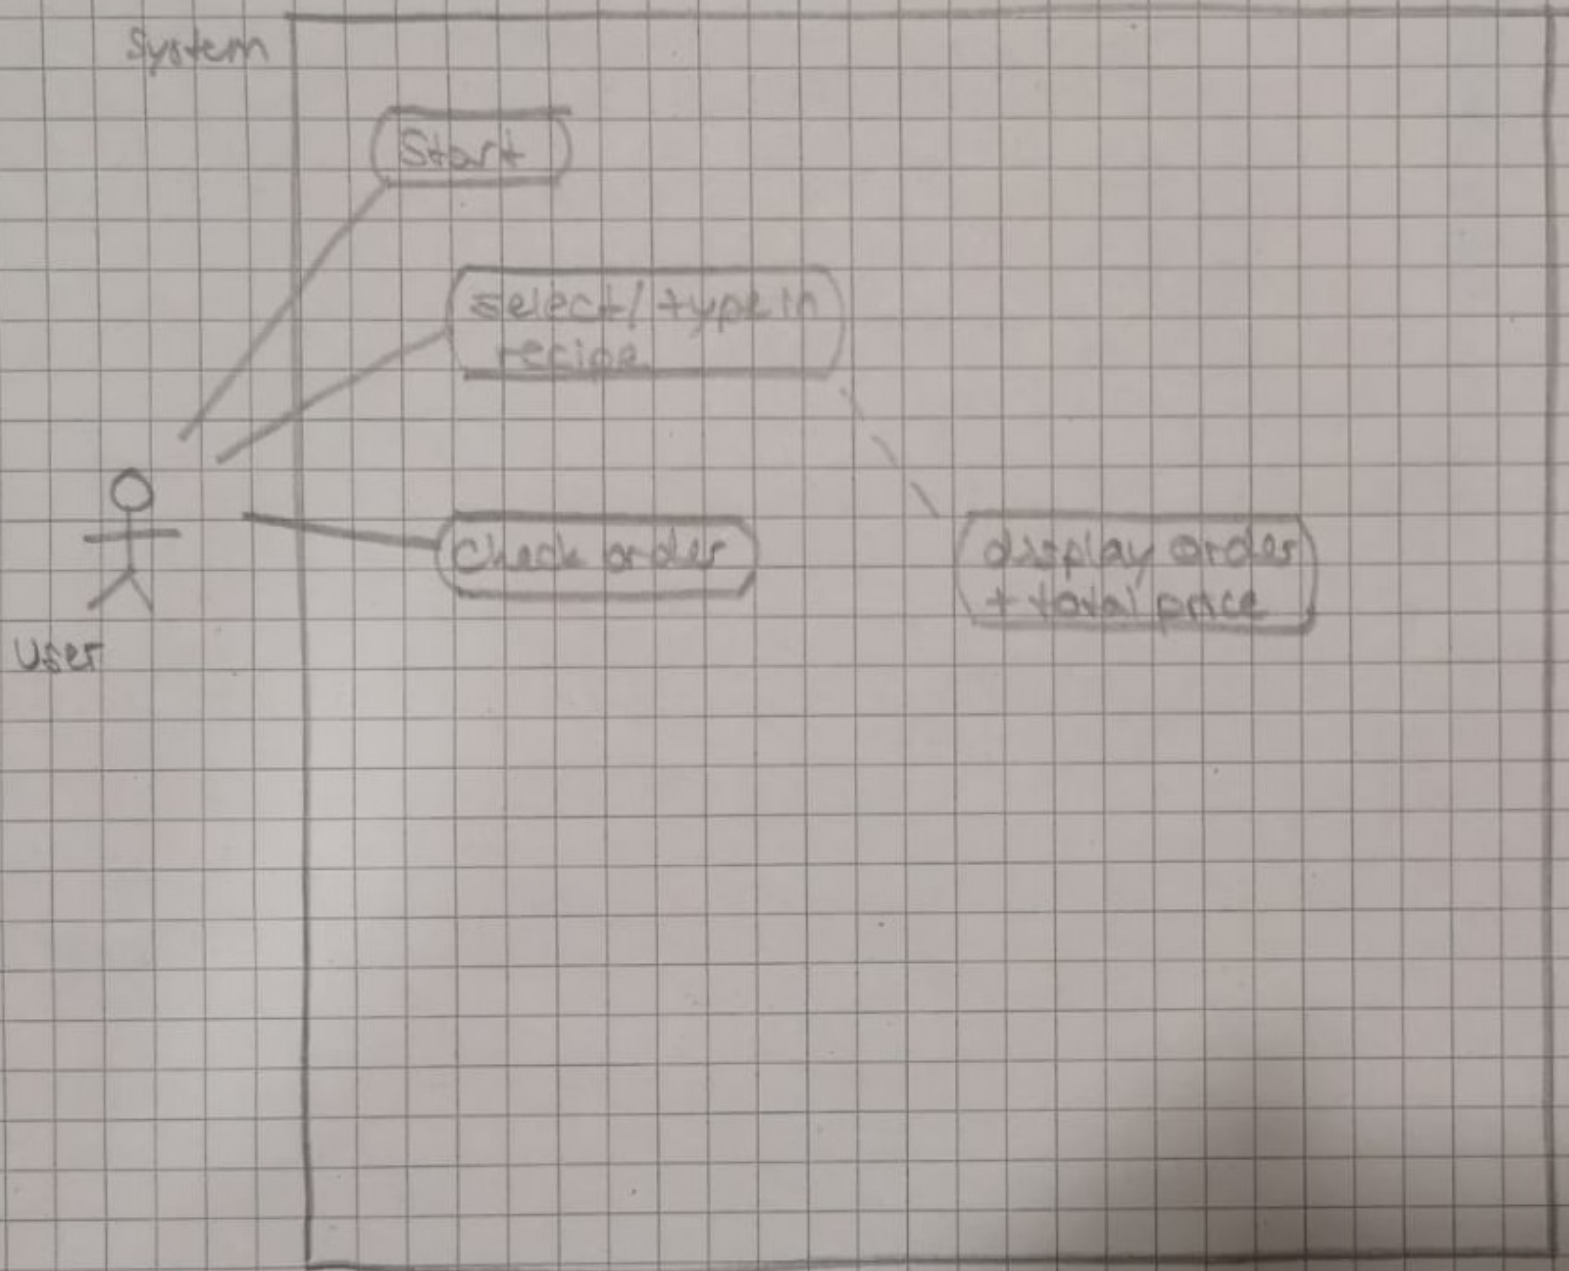 System
Start
select/ type in
recipe
check order
display order
+ total price
User